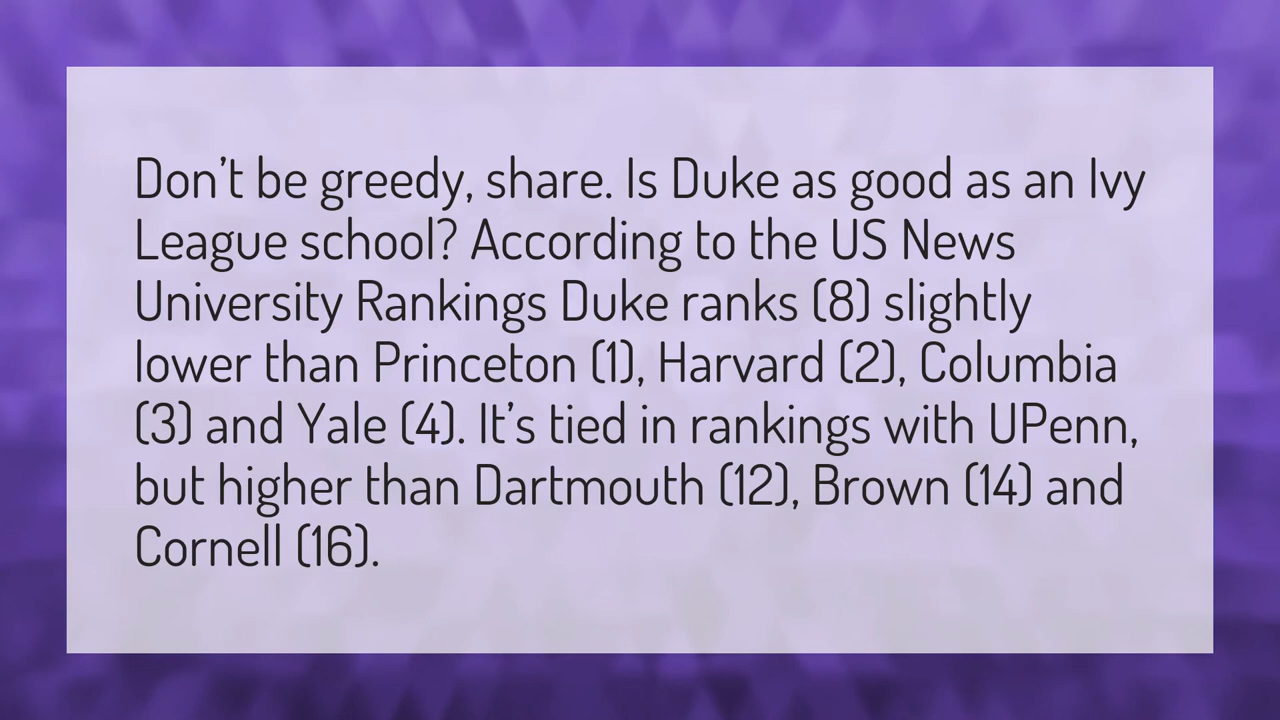 Don't be greedy, share. Is Duke as good as an Ivy
League school? According to the US News
University Rankings Duke ranks (8) slightly
lower than Princeton (1), Harvard (2), Columbia
(3) and Yale (4). It's tied in rankings with UPenn,
but higher than Dartmouth (12), Brown (14) and
Cornell (16).